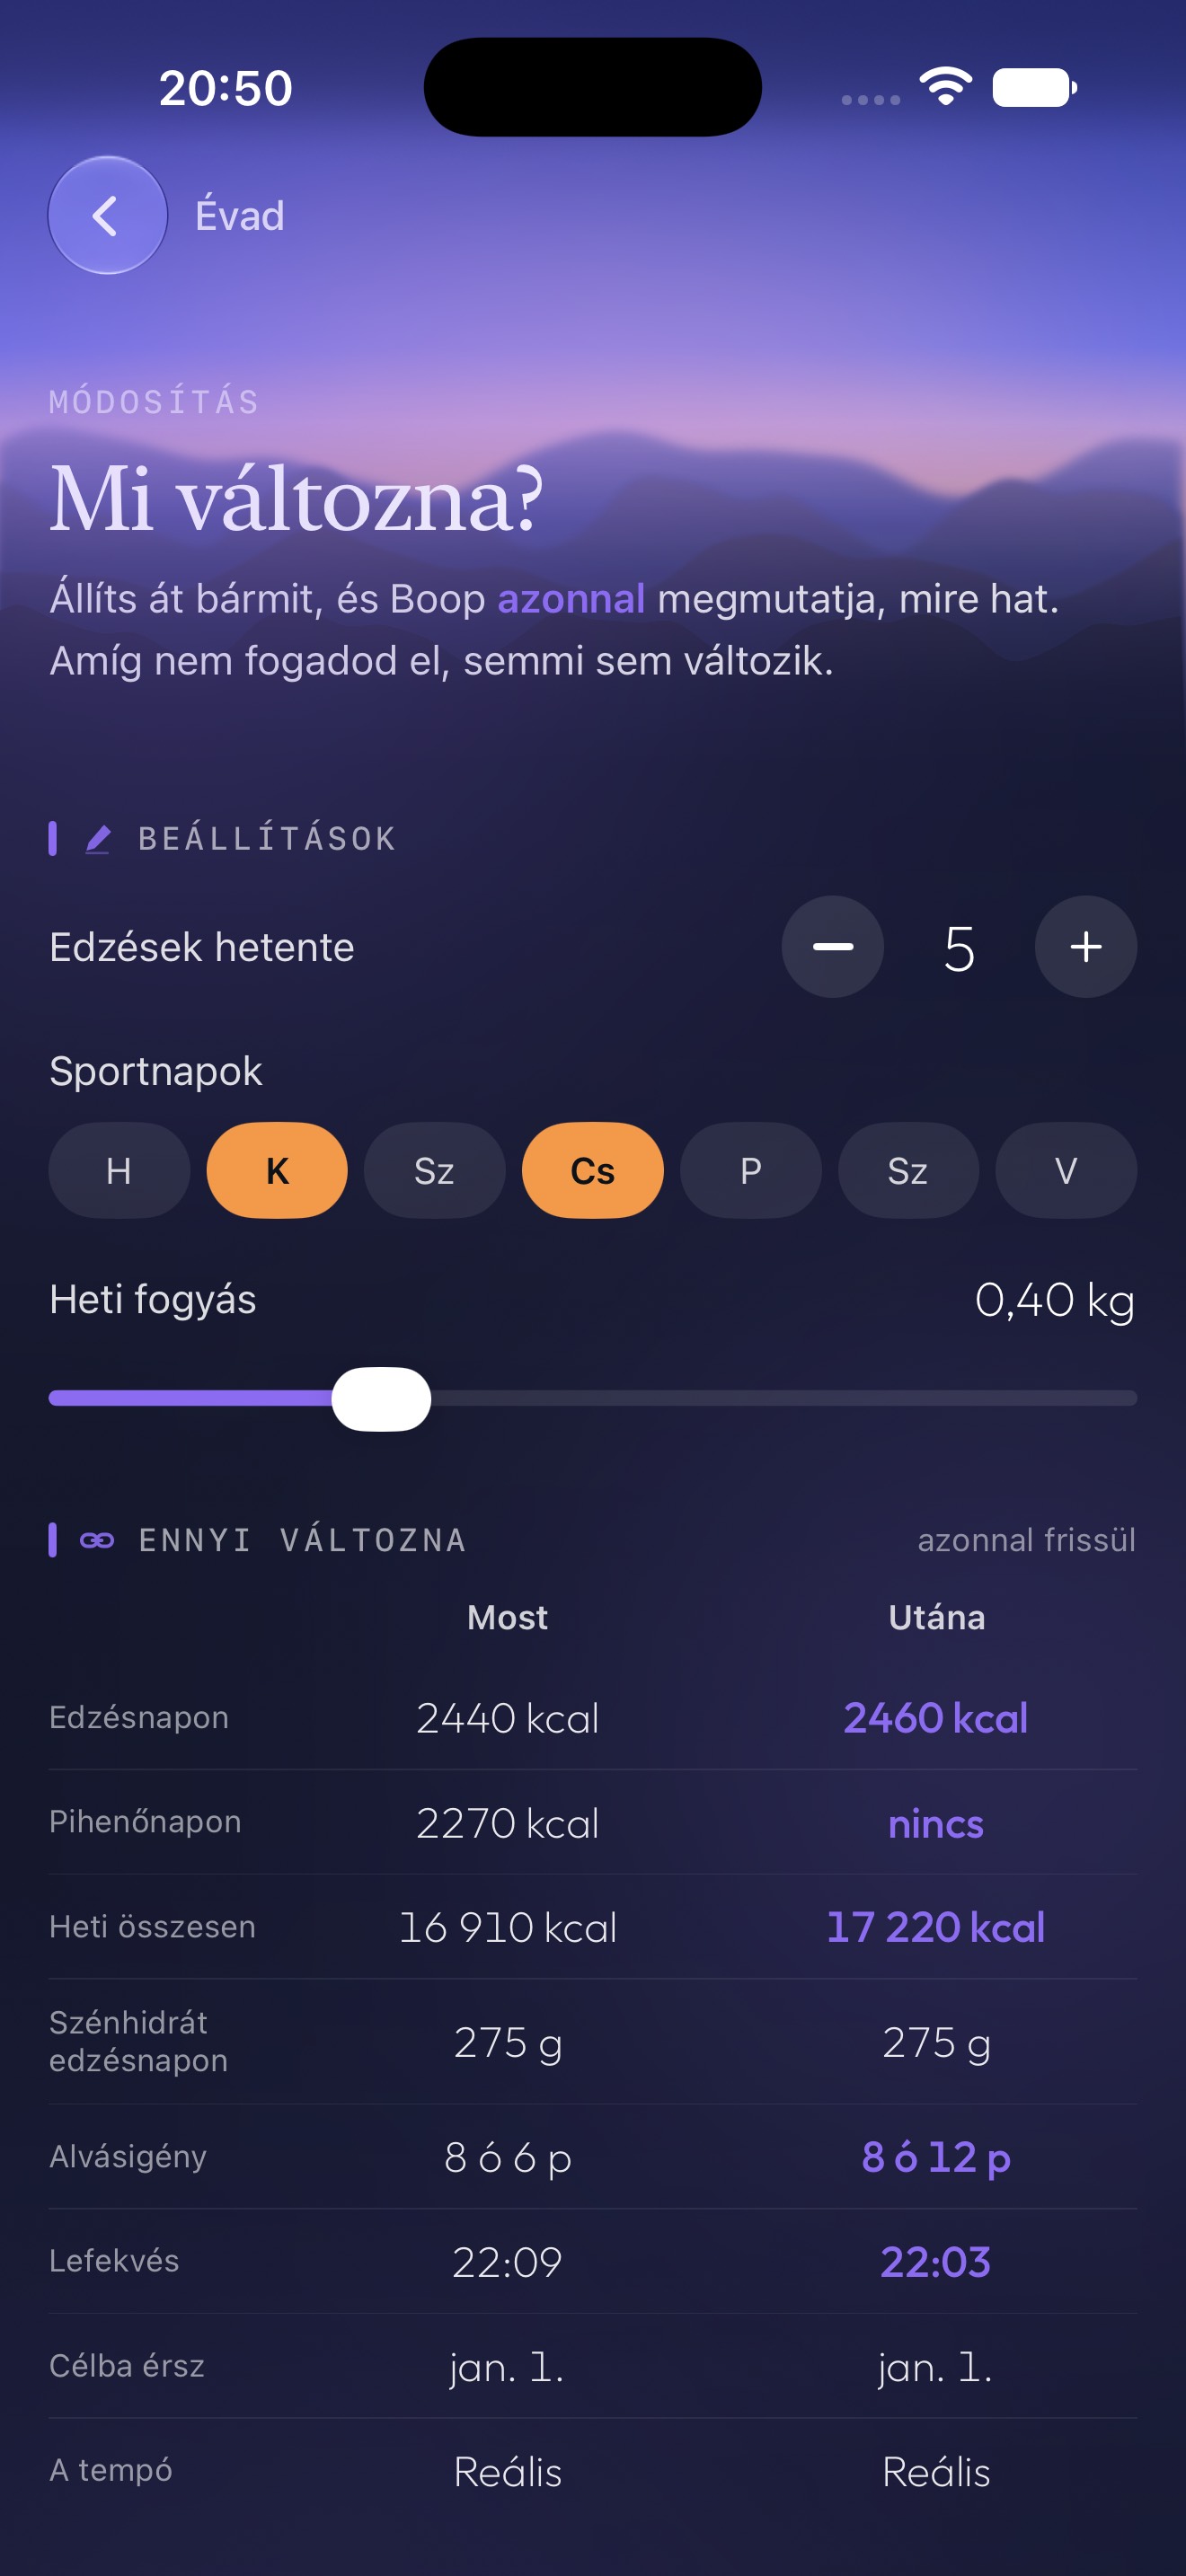 20:50
Évad
MÓDOSÍTÁS
Mi változna?
Állíts át bármit, és Boop azonnal megmutatja, mire hat.
Amíg nem fogadod el, semmi sem változik.
BEÁLLÍTÁSOK
Edzések hetente 5
Sportnapok
H K Sz Cs P Sz V
Heti fogyás 0,40 kg
ENNYI VÁLTOZNA azonnal frissül
Most Utána
Edzésnapon 2440 kcal 2460 kcal
Pihenőnapon 2270 kcal nincs
Heti összesen 16 910 kcal 17 220 kcal
Szénhidrát
edzésnapon 275 g 275 g
Alvásigény 8 ó 6 p 8 ó 12 p
Lefekvés 22:09 22:03
Célba érsz jan. 1. jan. 1.
A tempó Reális Reális